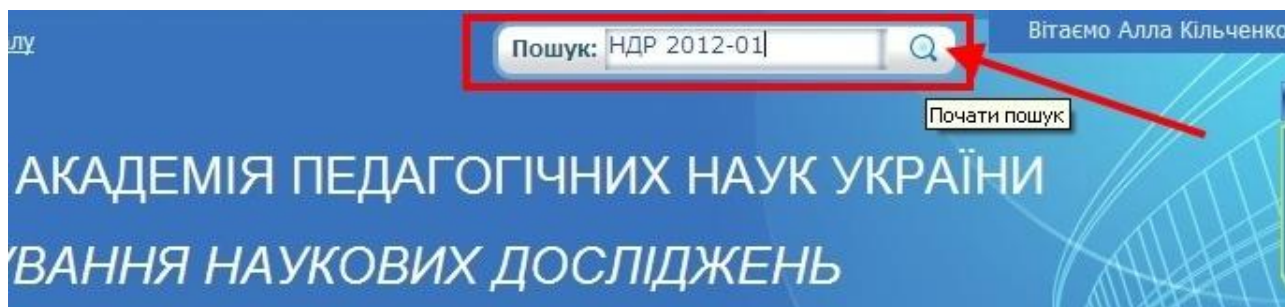 лу
Пошук: НДР 2012-01
Вітаємо Алла Кільченко
Почати пошук
АКАДЕМІЯ ПЕДАГОГІЧНИХ НАУК УКРАЇНИ
ВАННЯ НАУКОВИХ ДОСЛІДЖЕНЬ